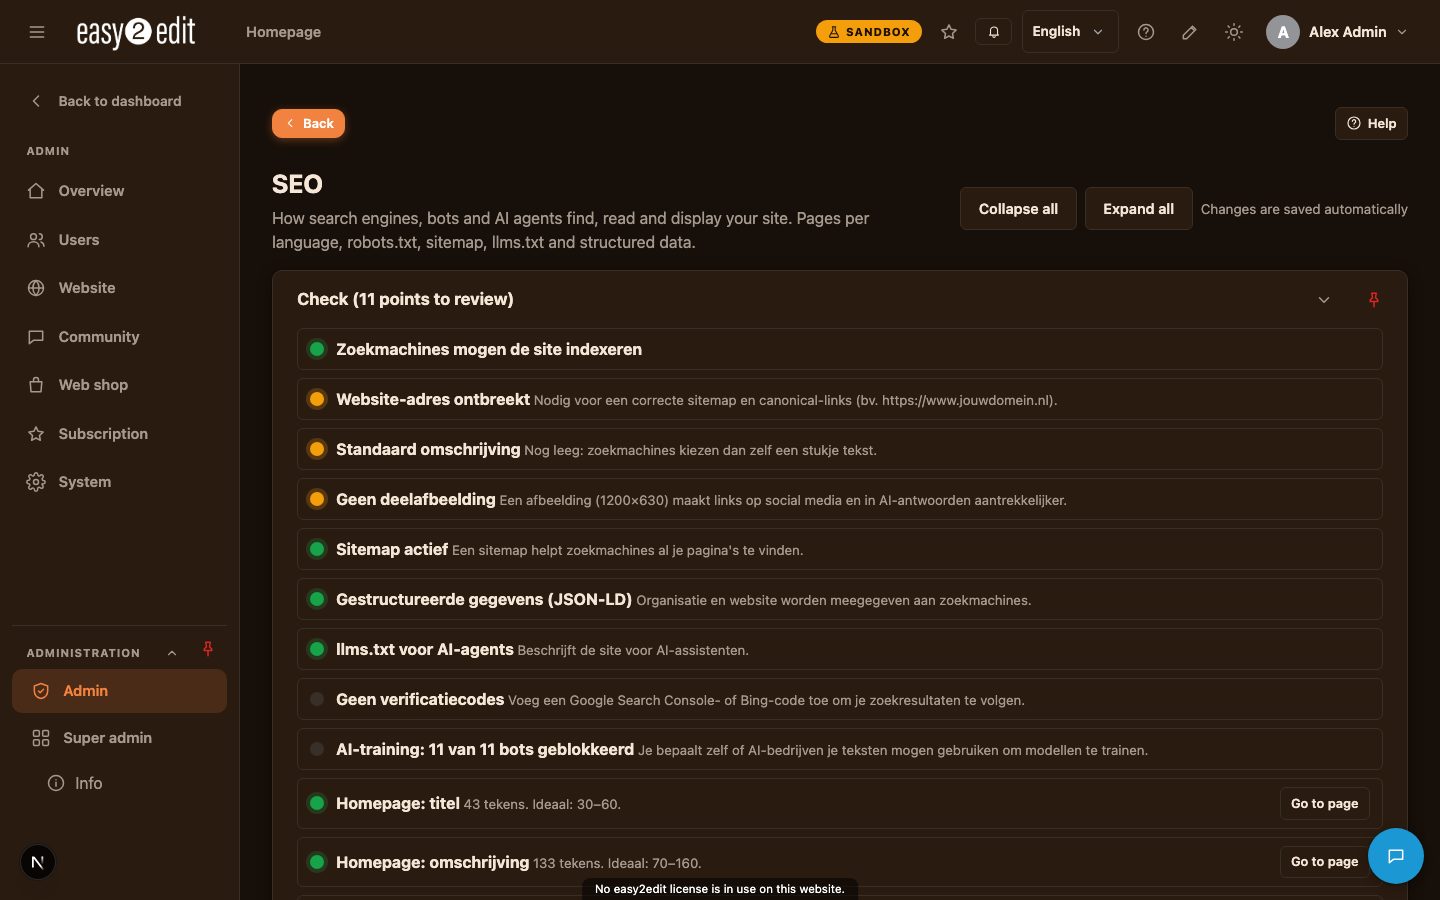 easy2edit
Homepage
SANDBOX
English
A
Alex Admin
Back to dashboard
ADMIN
Overview
Users
Website
Community
Web shop
Subscription
System
ADMINISTRATION
Admin
Super admin
Info
N
Back
Help
SEO
How search engines, bots and AI agents find, read and display your site. Pages per
language, robots.txt, sitemap, llms.txt and structured data.
Collapse all
Expand all
Changes are saved automatically
Check (11 points to review)
Zoekmachines mogen de site indexeren
Website-adres ontbreekt Nodig voor een correcte sitemap en canonical-links (bv. https://www.jouwdomein.nl).
Standaard omschrijving Nog leeg: zoekmachines kiezen dan zelf een stukje tekst.
Geen deelafbeelding Een afbeelding (1200×630) maakt links op social media en in AI-antwoorden aantrekkelijker.
Sitemap actief Een sitemap helpt zoekmachines al je pagina's te vinden.
Gestructureerde gegevens (JSON-LD) Organisatie en website worden meegegeven aan zoekmachines.
llms.txt voor AI-agents Beschrijft de site voor AI-assistenten.
Geen verificatiecodes Voeg een Google Search Console- of Bing-code toe om je zoekresultaten te volgen.
AI-training: 11 van 11 bots geblokkeerd Je bepaalt zelf of AI-bedrijven je teksten mogen gebruiken om modellen te trainen.
Homepage: titel 43 tekens. Ideaal: 30–60.
Go to page
Homepage: omschrijving 133 tekens. Ideaal: 70–160.
Go to page
No easy2edit license is in use on this website.